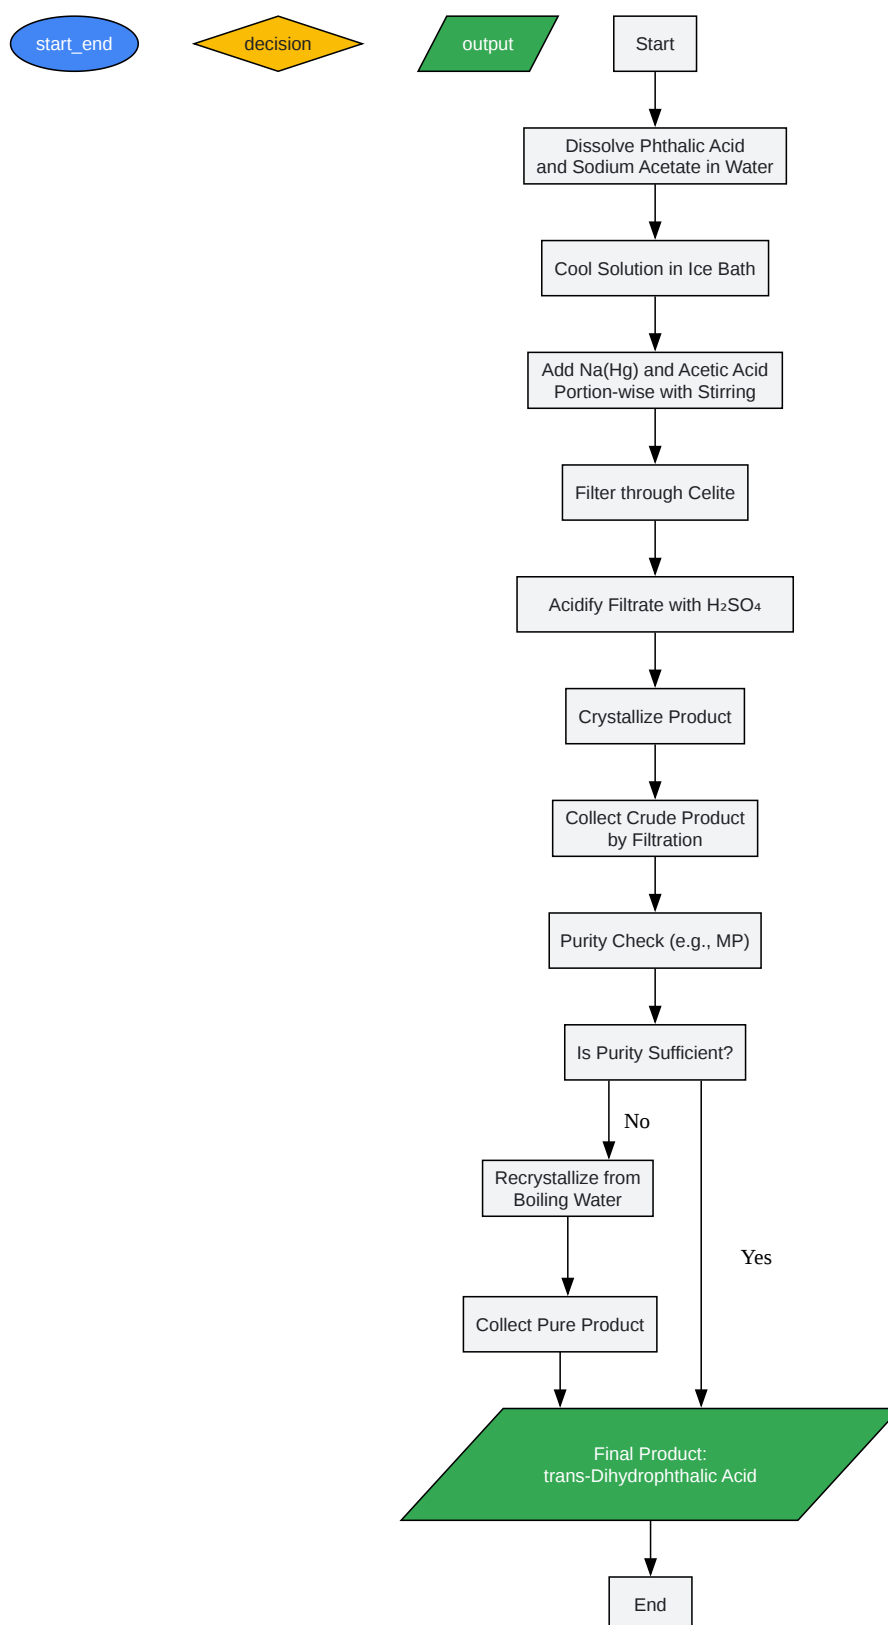 start_end
decision
output
Start
Dissolve Phthalic Acid
and Sodium Acetate in Water
Cool Solution in Ice Bath
Add Na(Hg) and Acetic Acid
Portion-wise with Stirring
Filter through Celite
Acidify Filtrate with H₂SO₄
Crystallize Product
Collect Crude Product
by Filtration
Purity Check (e.g., MP)
Is Purity Sufficient?
No
Recrystallize from
Boiling Water
Yes
Collect Pure Product
Final Product:
trans-Dihydrophthalic Acid
End